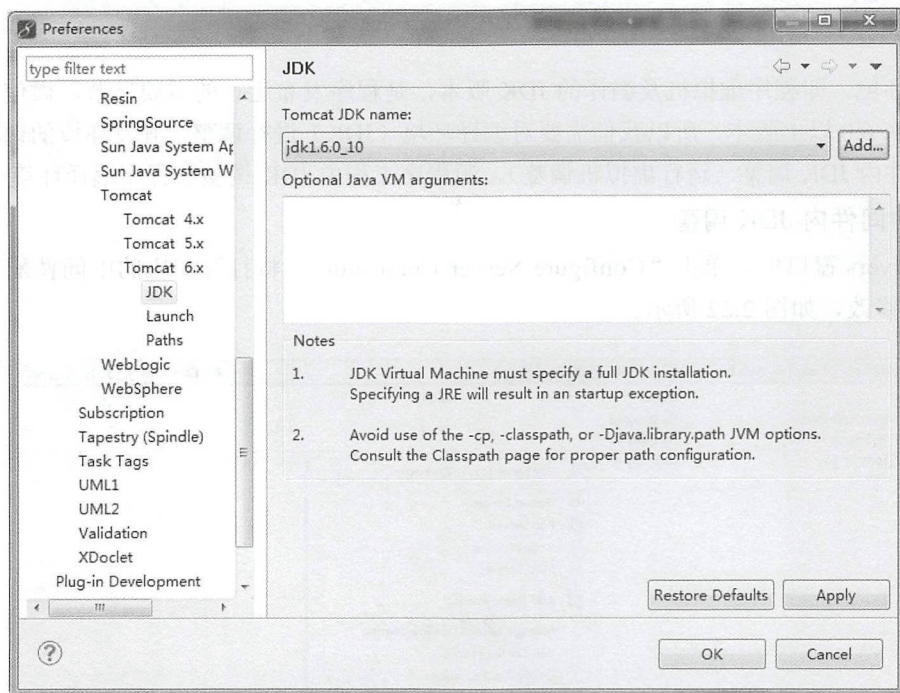 Preferences
type filter text
Resin
SpringSource
Sun Java System Ap
Sun Java System W
Tomcat
Tomcat 4.x
Tomcat 5.x
Tomcat 6.x
JDK
Launch
Paths
WebLogic
WebSphere
Subscription
Tapestry (Spindle)
Task Tags
UML1
UML2
Validation
XDoclet
Plug-in Development
JDK
Tomcat JDK name:
jdk1.6.0_10
Add...
Optional Java VM arguments:
Notes
1. JDK Virtual Machine must specify a full JDK installation.
Specifying a JRE will result in an startup exception.
2. Avoid use of the -cp, -classpath, or -Djava.library.path JVM options.
Consult the Classpath page for proper path configuration.
Restore Defaults
Apply
OK
Cancel